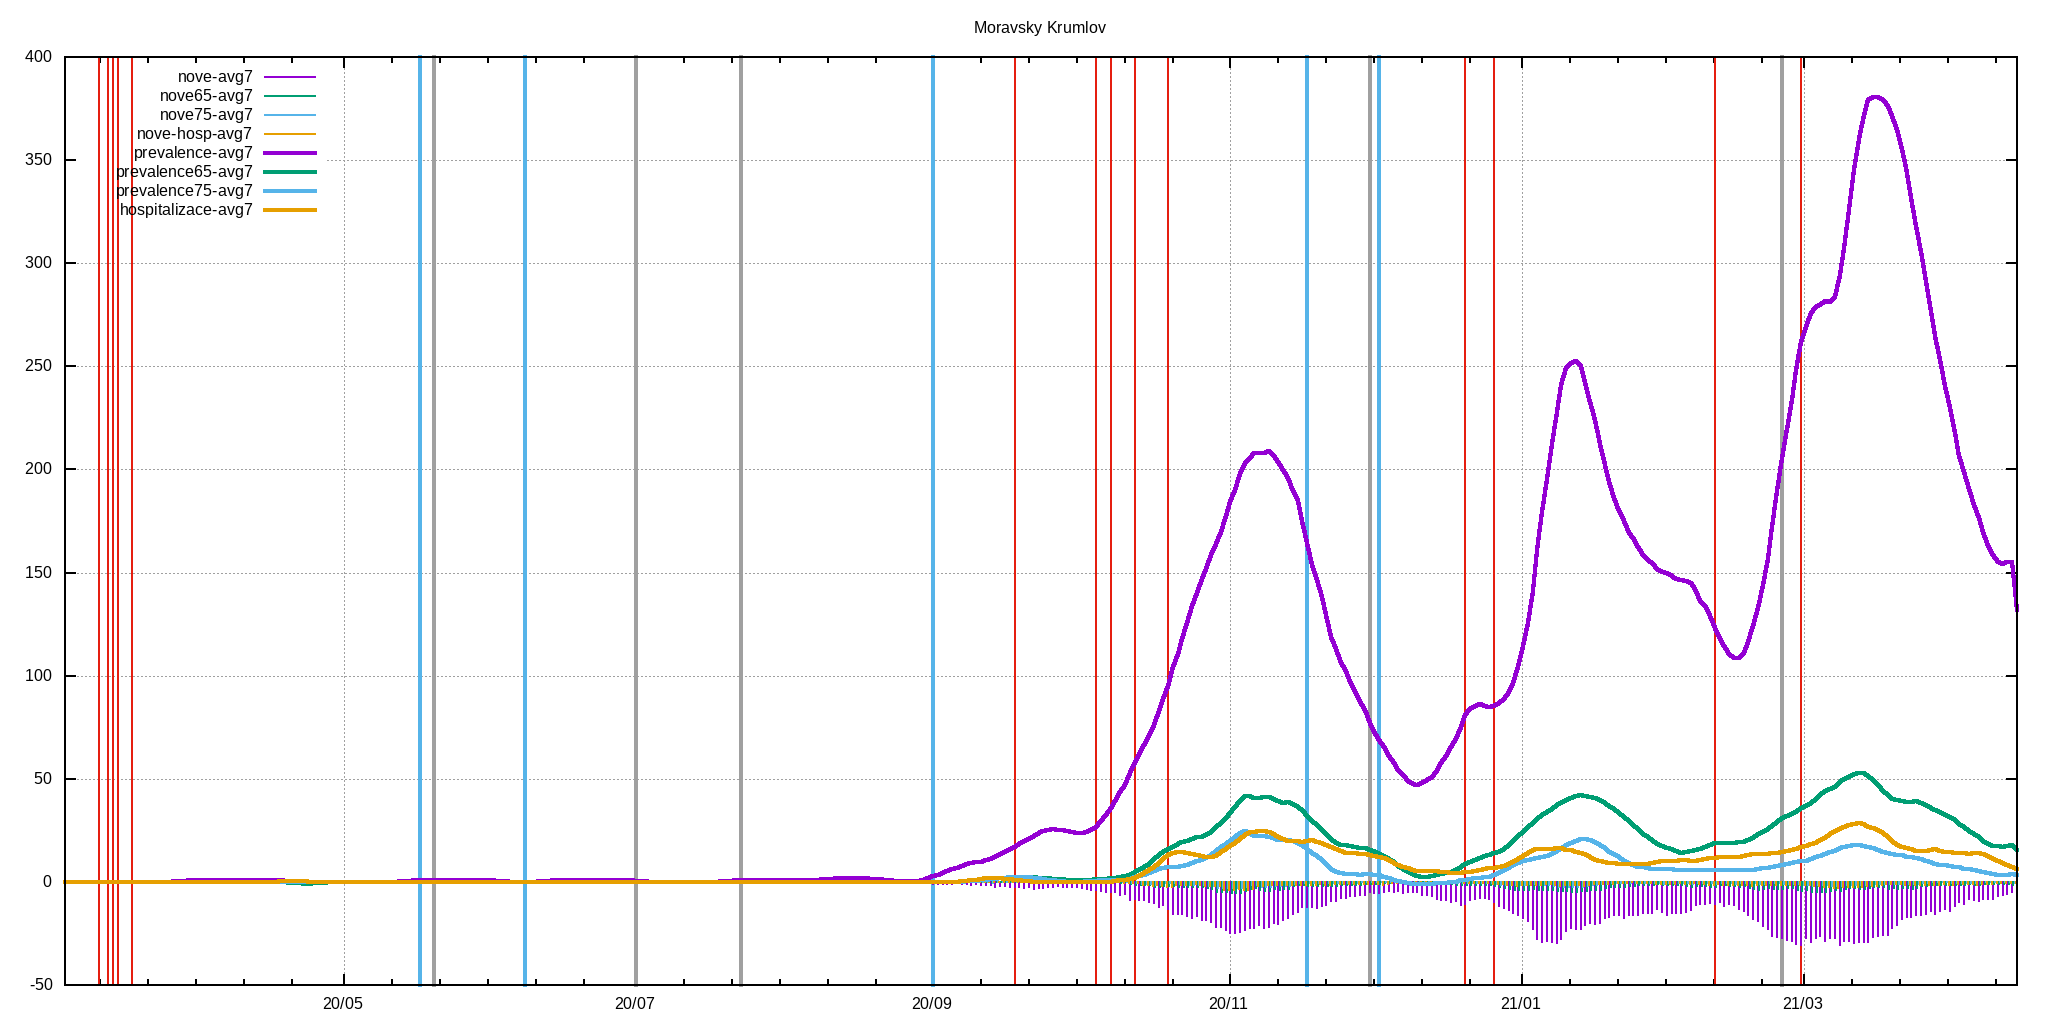 Moravsky Krumlov
400
350
300
250
200
150
100
50
0
-50
nove-avg7
nove65-avg7
nove75-avg7
nove-hosp-avg7
prevalence-avg7
prevalence65-avg7
prevalence75-avg7
hospitalizace-avg7
20/05 20/07 20/09 20/11 21/01 21/03